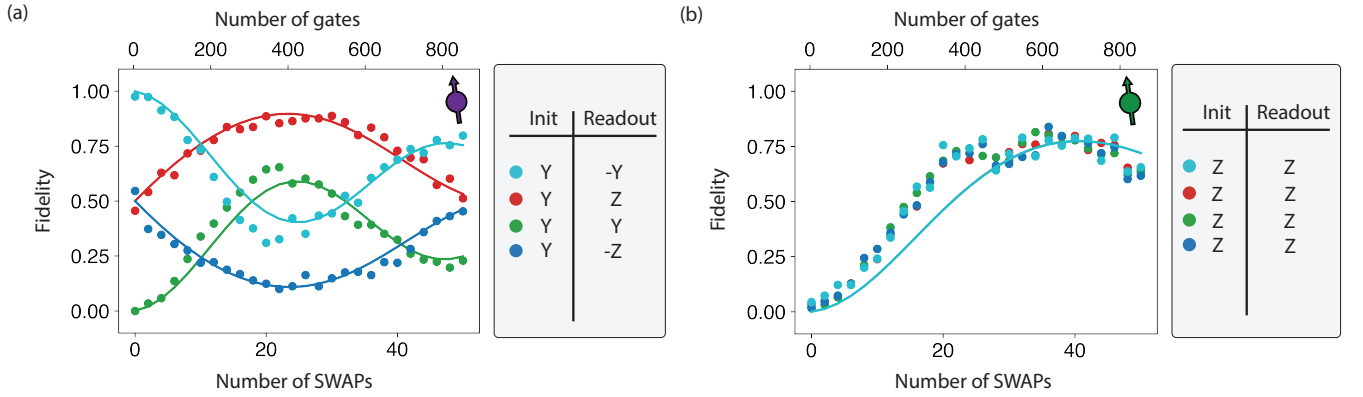 (a)
Number of gates
0 200 400 600 800
1.00
0.75
0.50
0.25
0.00
Fidelity
0 20 40
Number of SWAPs
Init Readout
Y -Y
Y Z
Y Y
Y -Z
(b)
Number of gates
0 200 400 600 800
1.00
0.75
0.50
0.25
0.00
Fidelity
0 20 40
Number of SWAPs
Init Readout
Z Z
Z Z
Z Z
Z Z